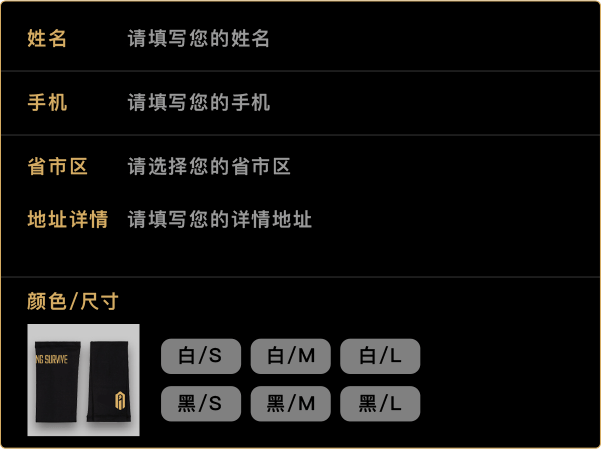 姓名 请填写您的姓名
手机 请填写您的手机
省市区 请选择您的省市区
地址详情 请填写您的详情地址
颜色/尺寸
NG SURVIVE
白/S 白/M 白/L
黑/S 黑/M 黑/L